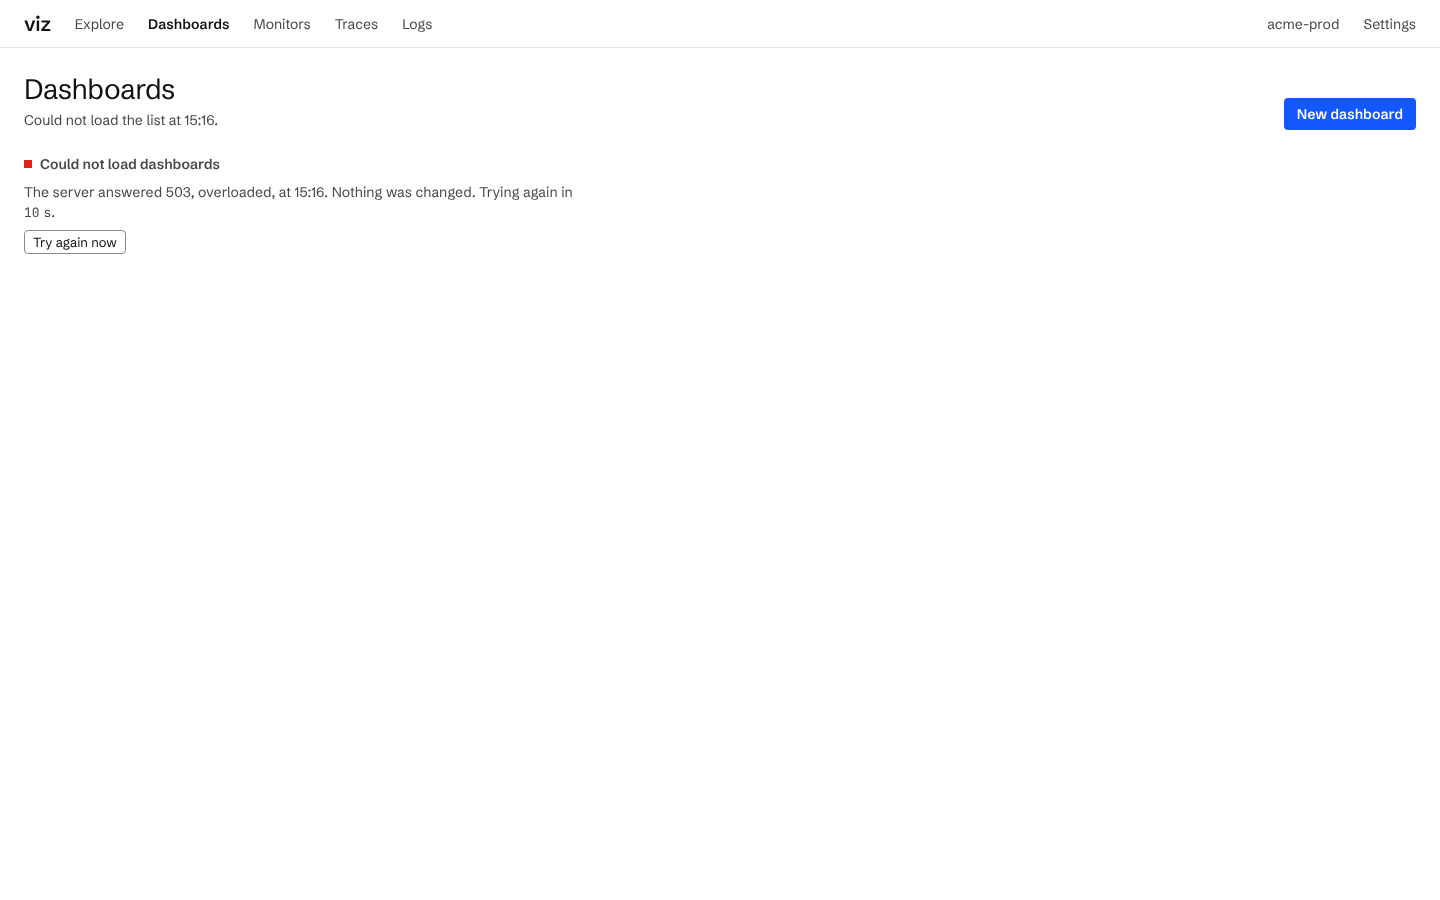 viz Explore Dashboards Monitors Traces Logs acme-prod Settings
Dashboards
Could not load the list at 15:16.
New dashboard
Could not load dashboards
The server answered 503, overloaded, at 15:16. Nothing was changed. Trying again in
10 s.
Try again now